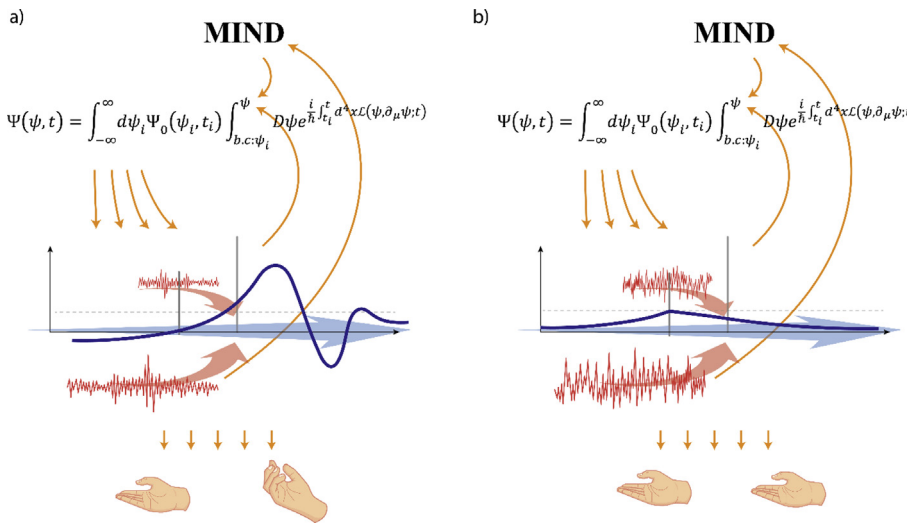 a)
MIND
Ψ(ψ, t) = ∫_{-∞}^{∞} dψ_i Ψ_0(ψ_i, t_i) ∫_{b.c:ψ_i}^{ψ} Dψ e^{\frac{i}{ħ} ∫_{t_i}^{t} d^4x ℒ(ψ,∂_μψ;t)}
b)
MIND
Ψ(ψ, t) = ∫_{-∞}^{∞} dψ_i Ψ_0(ψ_i, t_i) ∫_{b.c:ψ_i}^{ψ} Dψ e^{\frac{i}{ħ} ∫_{t_i}^{t} d^4x ℒ(ψ,∂_μψ;t